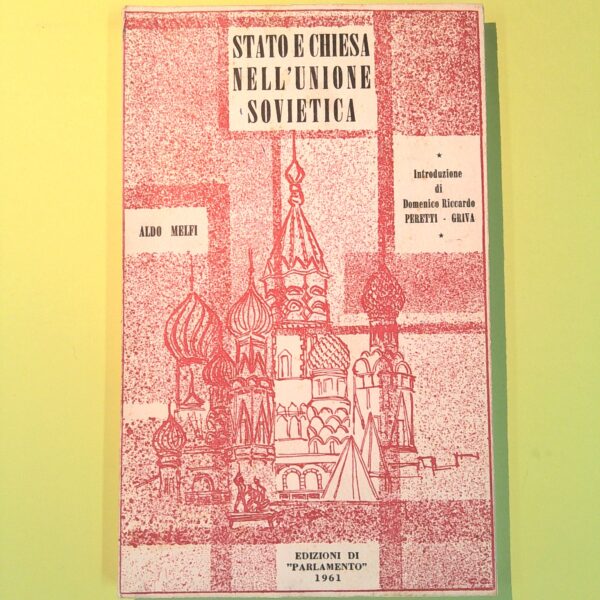 STATO E CHIESA
NELL'UNIONE
SOVIETICA
★
Introduzione
di
Domenico Riccardo
PERETTI - GRIVA
★
ALDO MELFI
EDIZIONI DI
"PARLAMENTO"
1961